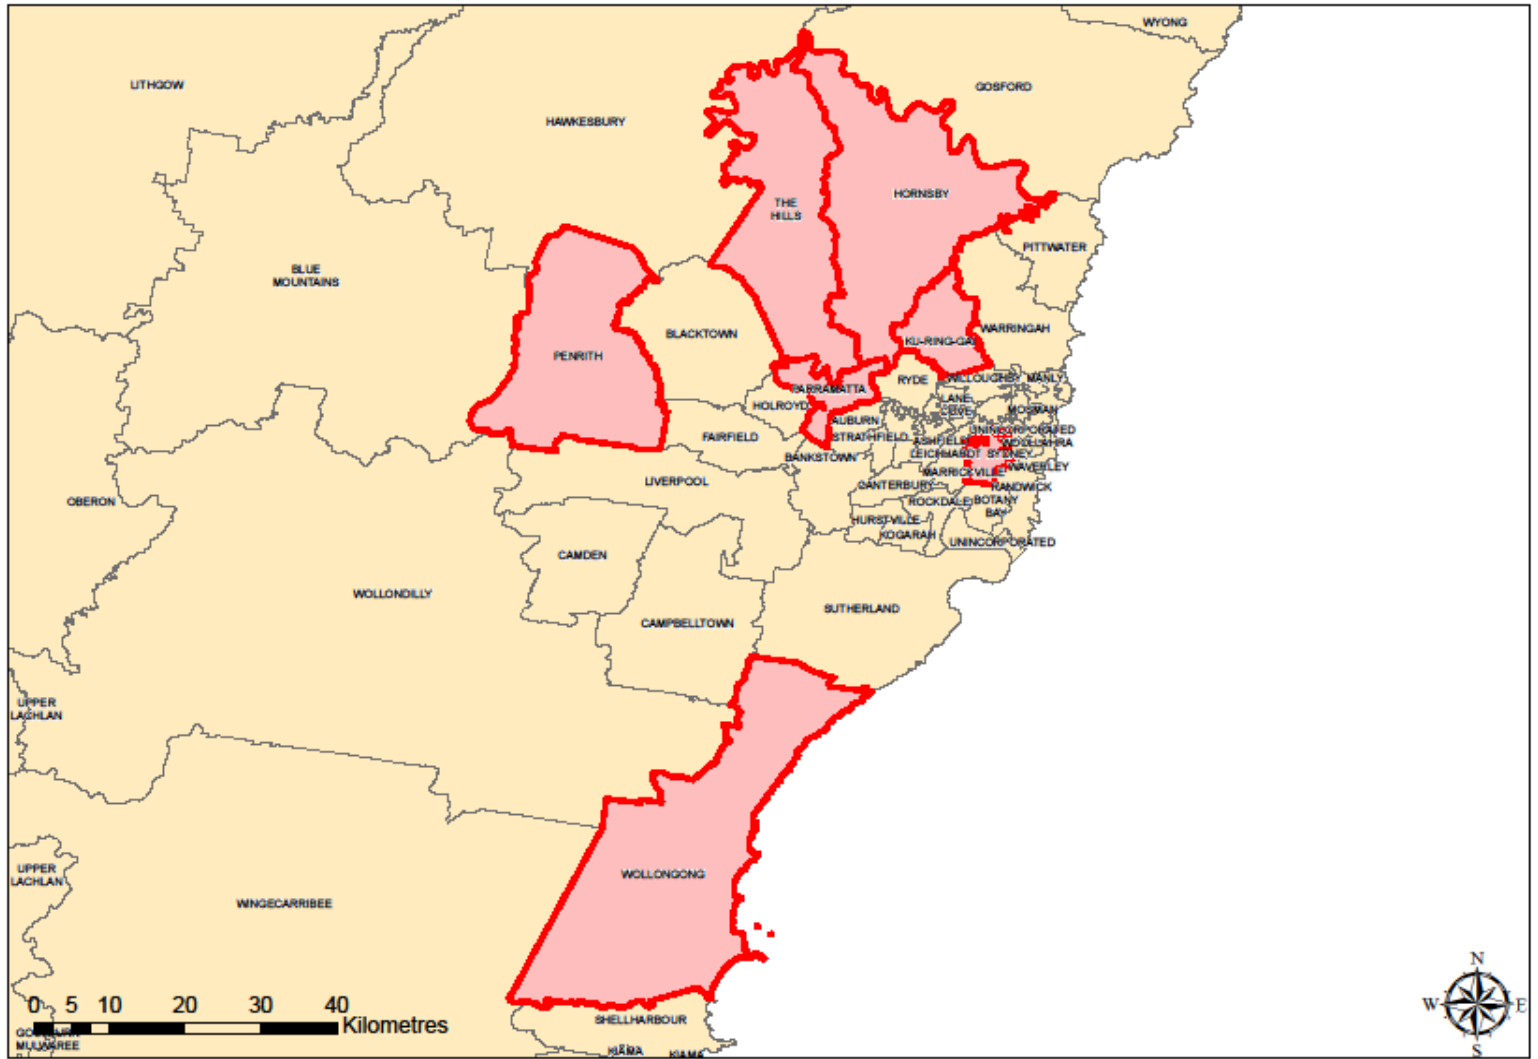 WYONG
LITHGOW
GOSFORD
HAWKESBURY
HORNSBY
THE
HILLS
PITTWATER
BLUE
MOUNTAINS
WARRINGAH
BLACKTOWN
KU-RING-GAI
PENRITH
RYDE
WILLOUGHBY
MANLY
PARRAMATTA
LANE
COVE
HOLROYD
MOSMAN
AUBURN
UNINCORPORATED
FAIRFIELD
STRATHFIELD
ASHFIELD
WOOLLAHRA
BANKSTOWN
LEICHHARDT
SYDNEY
WAVERLEY
MARRICKVILLE
LIVERPOOL
CANTERBURY
RANDWICK
OBERON
ROCKDALE
BOTANY
BAY
HURSTVILLE
KOGARAH
UNINCORPORATED
CAMDEN
WOLLONDILLY
SUTHERLAND
CAMPBELLTOWN
UPPER
LACHLAN
UPPER
LACHLAN
WOLLONGONG
WINGECARRIBEE
N
W
E
S
0 5 10 20 30 40
Kilometres
SHELLHARBOUR
MULWAREE
KIAMA
KIAMA